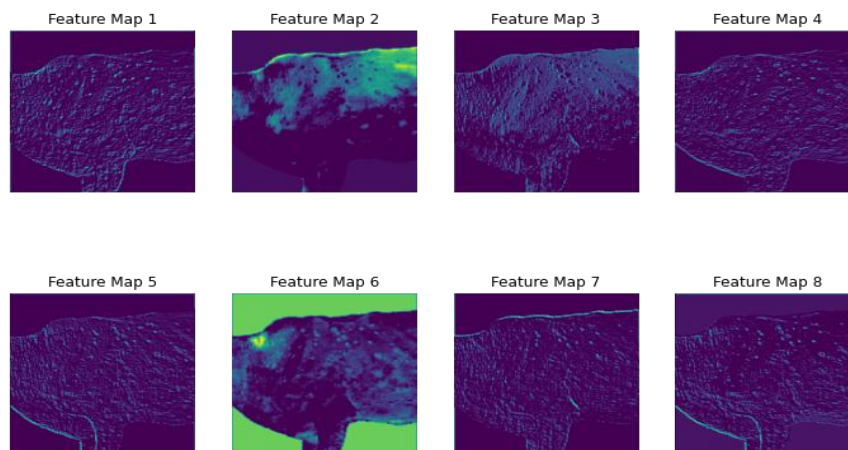 Feature Map 1
Feature Map 2
Feature Map 3
Feature Map 4
Feature Map 5
Feature Map 6
Feature Map 7
Feature Map 8